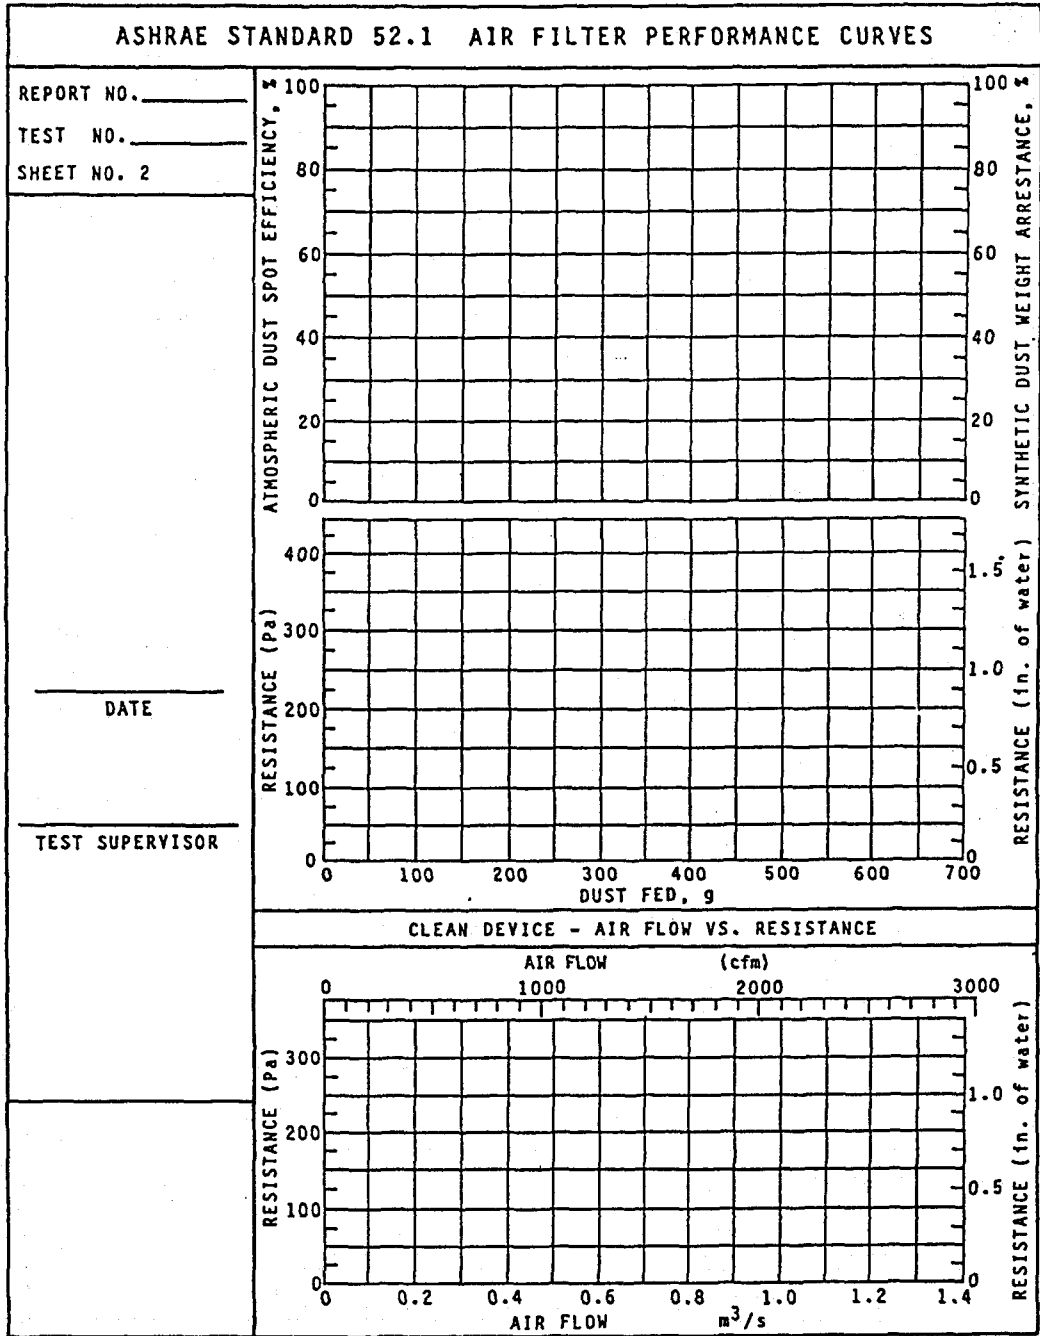 ASHRAE STANDARD 52.1 AIR FILTER PERFORMANCE CURVES
REPORT NO.
TEST NO.
SHEET NO. 2
DATE
TEST SUPERVISOR
ATMOSPHERIC DUST SPOT EFFICIENCY, %
100
80
60
40
20
0
100
80
60
40
20
0
SYNTHETIC DUST WEIGHT ARRESTANCE, %
RESISTANCE (Pa)
400
300
200
100
0
1.5
1.0
0.5
0
RESISTANCE (in. of water)
0 100 200 300 400 500 600 700
DUST FED, g
CLEAN DEVICE - AIR FLOW VS. RESISTANCE
AIR FLOW (cfm)
0 1000 2000 3000
RESISTANCE (Pa)
300
200
100
0
1.0
0.5
0
RESISTANCE (in. of water)
0 0.2 0.4 0.6 0.8 1.0 1.2 1.4
AIR FLOW m³/s